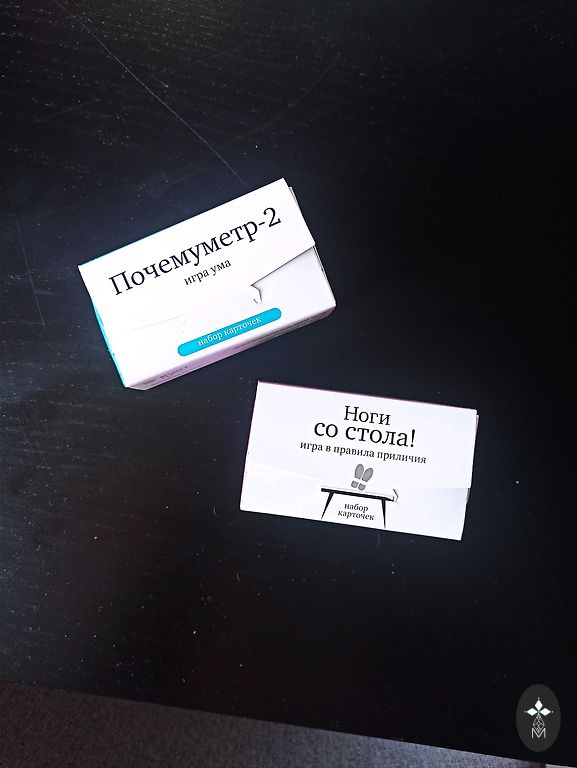 Почемуметр-2
игра ума
набор карточек
Ноги
со стола!
игра в правила приличия
набор
карточек